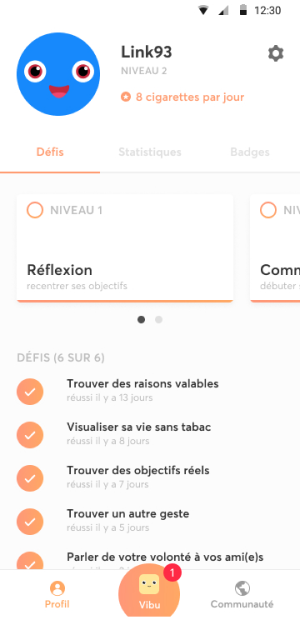 12:30
Link93
NIVEAU 2
8 cigarettes par jour
Défis
Statistiques
Badges
NIVEAU 1
Réflexion
recentrer ses objectifs
NIV
Comm
débuter
DÉFIS (6 SUR 6)
Trouver des raisons valables
réussi il y a 13 jours
Visualiser sa vie sans tabac
réussi il y a 8 jours
Trouver des objectifs réels
réussi il y a 7 jours
Trouver un autre geste
réussi il y a 5 jours
Parler de votre volonté à vos ami(e)s
1
Profil
Vibu
Communauté